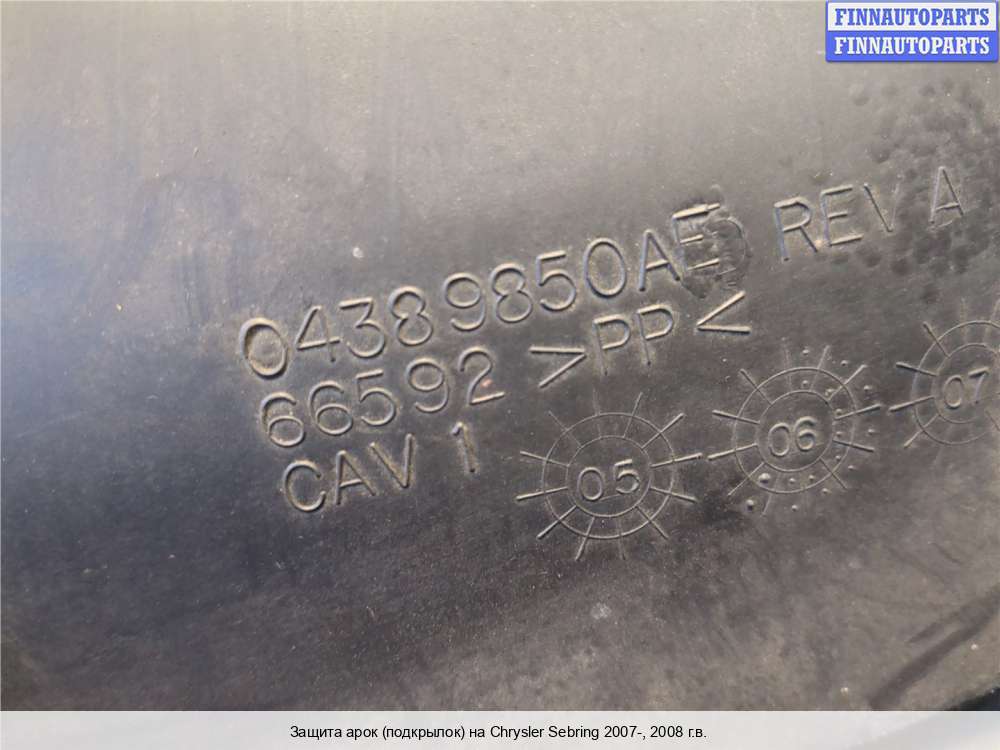 FINNAUTOPARTS
FINNAUTOPARTS
04389850AE REV A
66592 >PP<
CAV 1
05
06
07
Защита арок (подкрылок) на Chrysler Sebring 2007-, 2008 г.в.